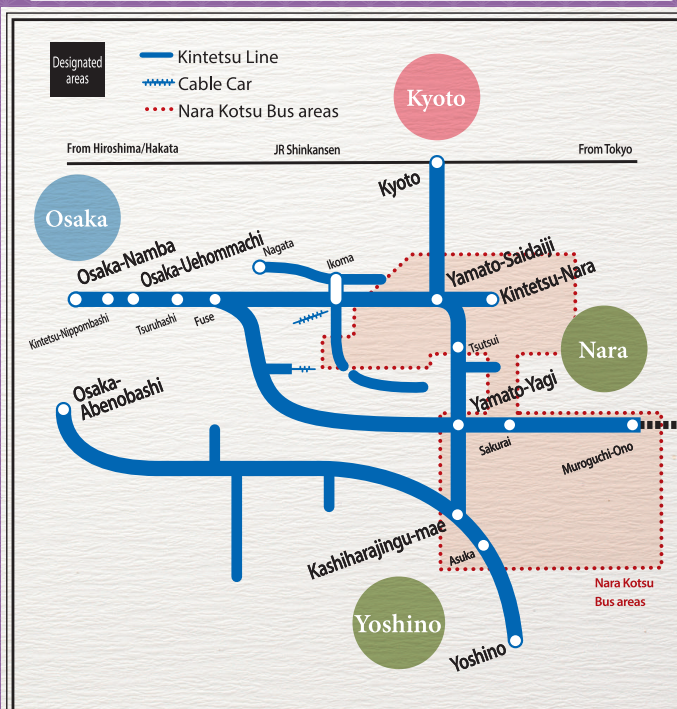 Designated
areas
Kintetsu Line
Cable Car
Nara Kotsu Bus areas
Kyoto
From Hiroshima/Hakata
JR Shinkansen
From Tokyo
Kyoto
Osaka
Osaka-Namba
Osaka-Uehommachi
Nagata
Ikoma
Yamato-Saidaiji
Kintetsu-Nara
Kintetsu-Nippombashi
Tsuruhashi
Fuse
Tsutsui
Nara
Osaka-
Abenobashi
Yamato-Yagi
Sakurai
Muroguchi-Ono
Kashiharajingu-mae
Asuka
Nara Kotsu
Bus areas
Yoshino
Yoshino